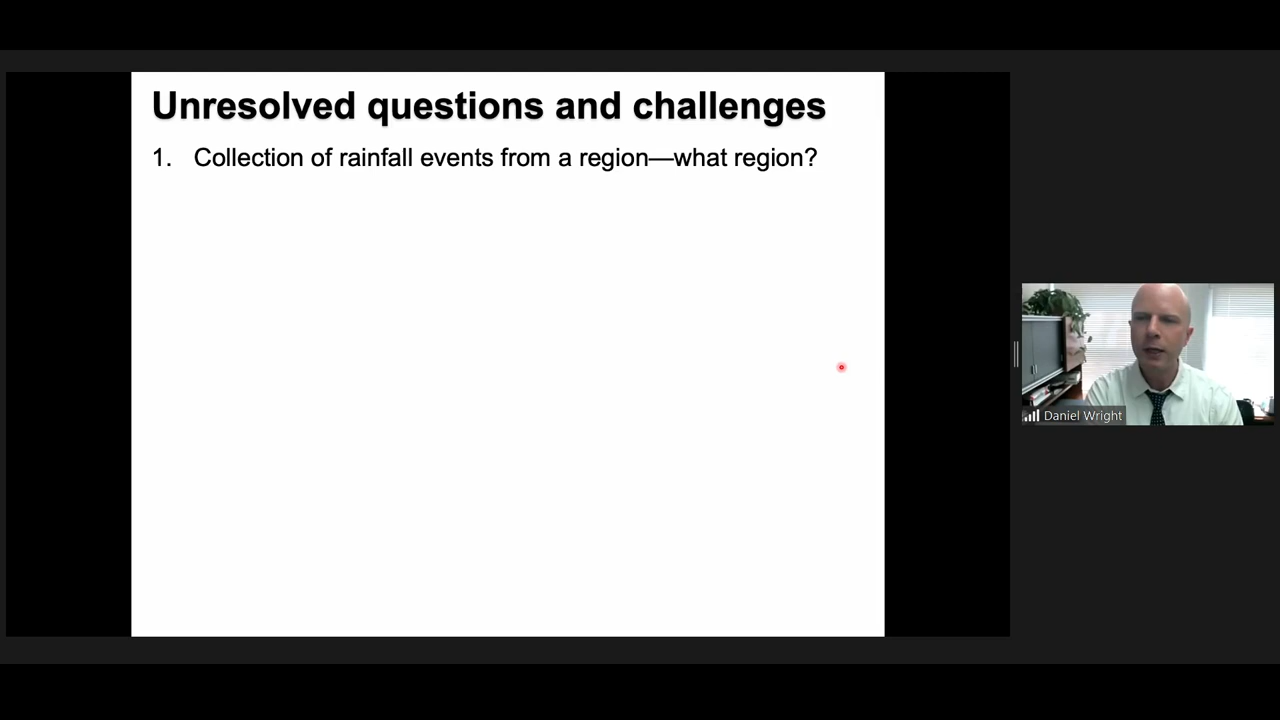 Unresolved questions and challenges
1. Collection of rainfall events from a region—what region?
Daniel Wright